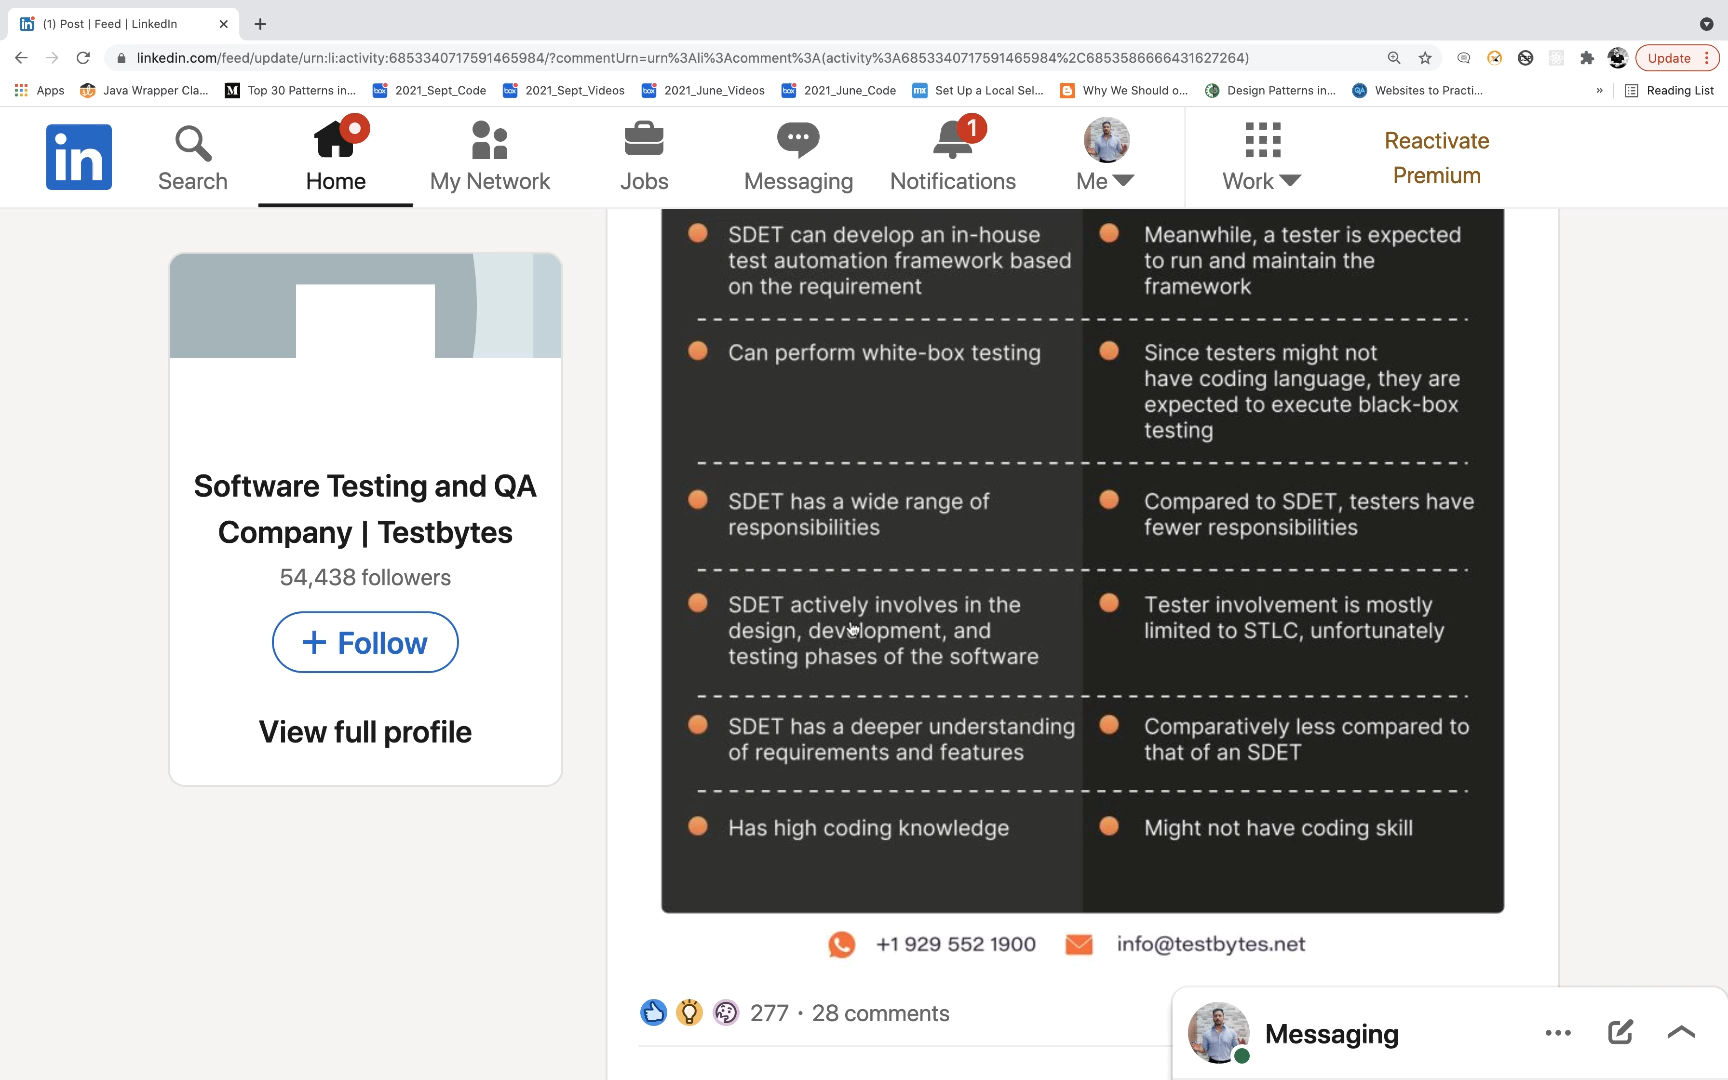 (1) Post | Feed | LinkedIn
linkedin.com/feed/update/urn:li:activity:6853340717591465984/?commentUrn=urn%3Ali%3Acomment%3A(activity%3A6853340717591465984%2C6853586666431627264)
Update
Apps
Java Wrapper Cla...
Top 30 Patterns in...
2021_Sept_Code
2021_Sept_Videos
2021_June_Videos
2021_June_Code
Set Up a Local Sel...
Why We Should o...
Design Patterns in...
Websites to Practi...
»
Reading List
in
Search
Home
My Network
Jobs
Messaging
1
Notifications
Me
Work
Reactivate
Premium
Software Testing and QA
Company | Testbytes
54,438 followers
+ Follow
View full profile
SDET can develop an in-house
test automation framework based
on the requirement
Meanwhile, a tester is expected
to run and maintain the
framework
Can perform white-box testing
Since testers might not
have coding language, they are
expected to execute black-box
testing
SDET has a wide range of
responsibilities
Compared to SDET, testers have
fewer responsibilities
SDET actively involves in the
design, development, and
testing phases of the software
Tester involvement is mostly
limited to STLC, unfortunately
SDET has a deeper understanding
of requirements and features
Comparatively less compared to
that of an SDET
Has high coding knowledge
Might not have coding skill
+1 929 552 1900
info@testbytes.net
277 · 28 comments
Messaging